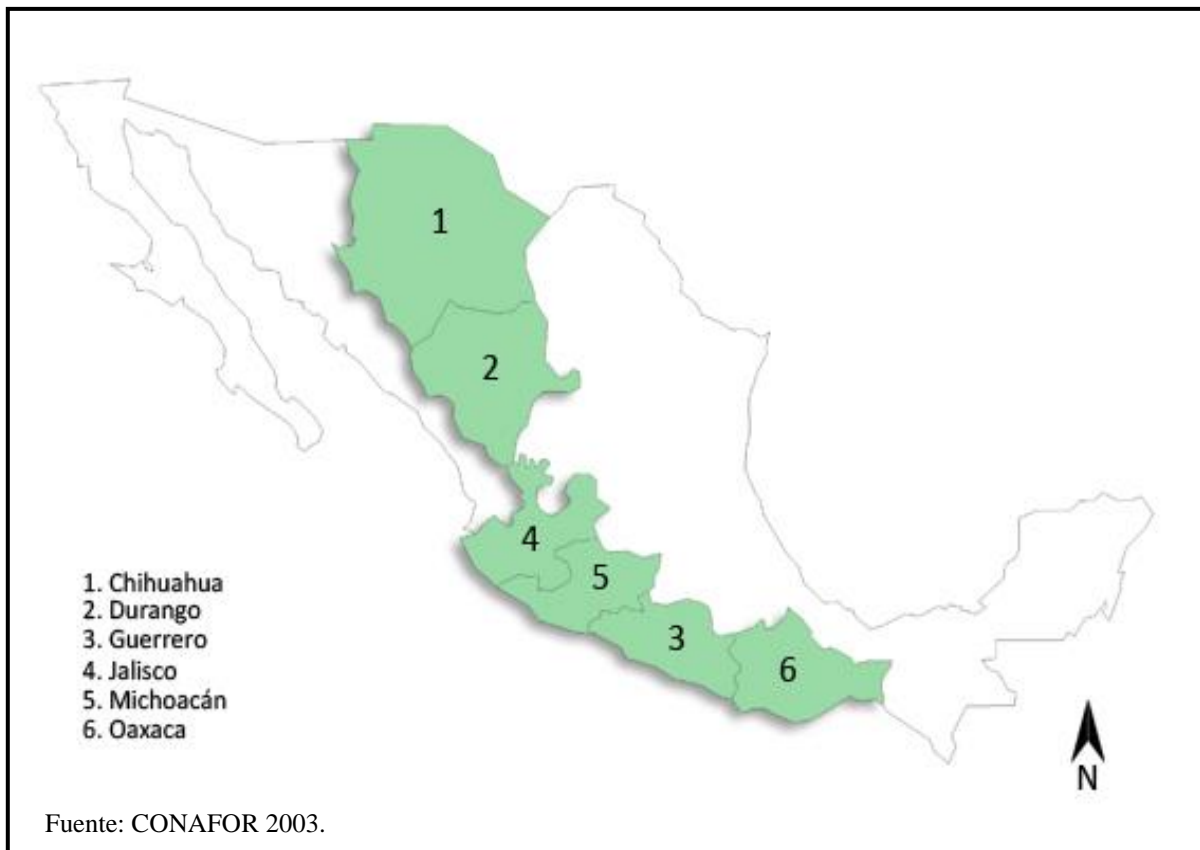 1
2
4
5
3
6
1. Chihuahua
2. Durango
3. Guerrero
4. Jalisco
5. Michoacán
6. Oaxaca
N
Fuente: CONAFOR 2003.